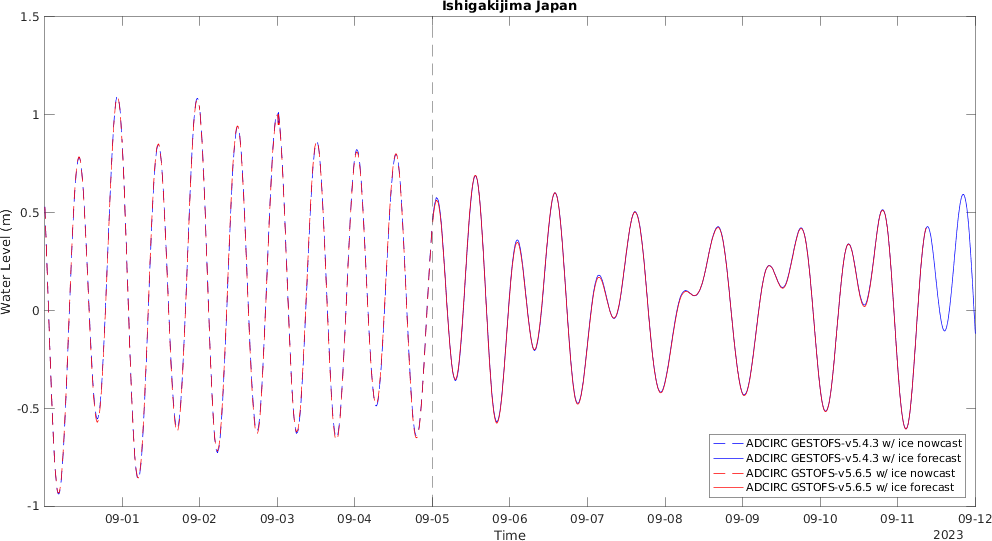 Ishigakijima Japan
1.5
1
0.5
0
-0.5
-1
Water Level (m)
09-01 09-02 09-03 09-04 09-05 09-06 09-07 09-08 09-09 09-10 09-11 09-12
Time
2023
ADCIRC GESTOFS-v5.4.3 w/ ice nowcast
ADCIRC GESTOFS-v5.4.3 w/ ice forecast
ADCIRC GSTOFS-v5.6.5 w/ ice nowcast
ADCIRC GSTOFS-v5.6.5 w/ ice forecast